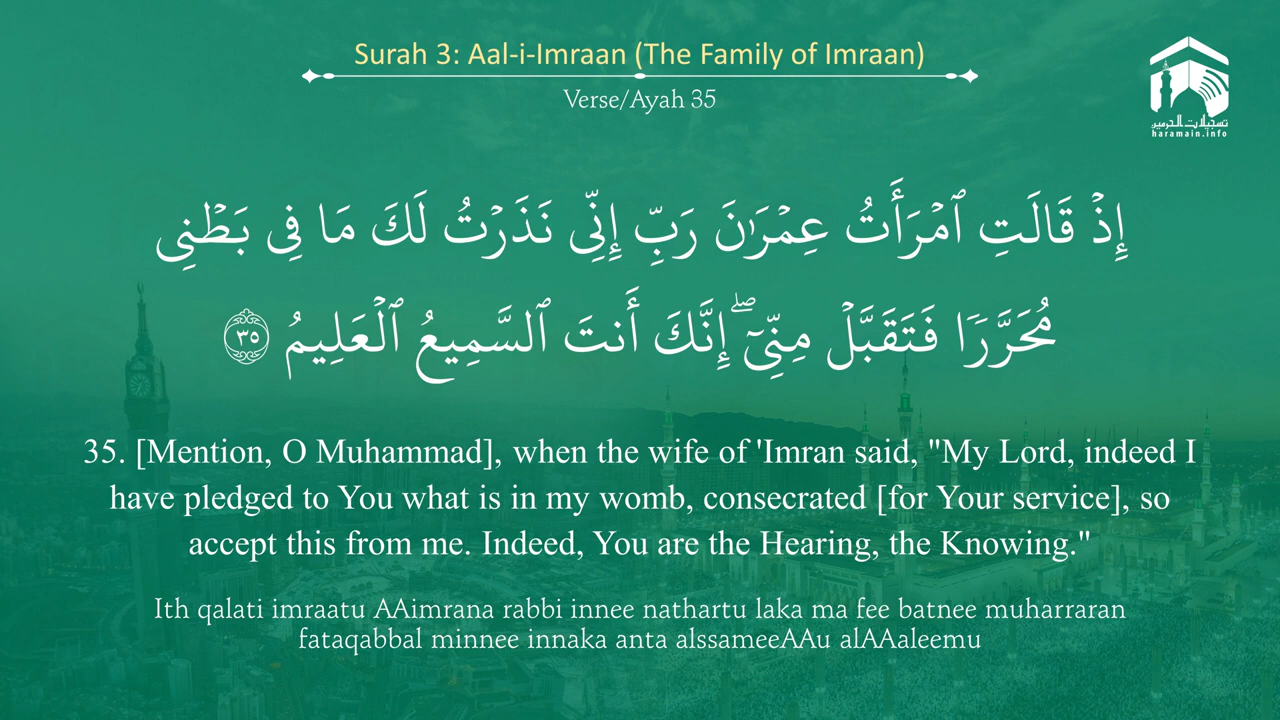 Surah 3: Aal-i-Imraan (The Family of Imraan)
Verse/Ayah 35
تسجيلات الحرمين
haramain.info
إِذْ قَالَتِ ٱمْرَأَتُ عِمْرَٰنَ رَبِّ إِنِّى نَذَرْتُ لَكَ مَا فِى بَطْنِى
مُحَرَّرًا فَتَقَبَّلْ مِنِّىٓ ۖ إِنَّكَ أَنتَ ٱلسَّمِيعُ ٱلْعَلِيمُ ٣٥
35. [Mention, O Muhammad], when the wife of 'Imran said, "My Lord, indeed I
have pledged to You what is in my womb, consecrated [for Your service], so
accept this from me. Indeed, You are the Hearing, the Knowing."
Ith qalati imraatu AAimrana rabbi innee nathartu laka ma fee batnee muharraran
fataqabbal minnee innaka anta alssameeAAu alAAaleemu